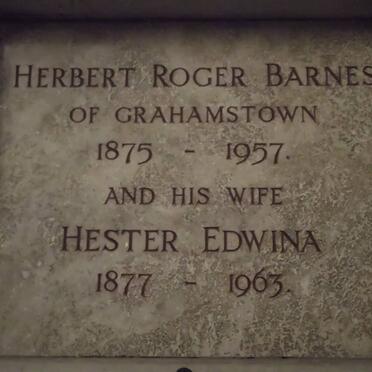 HERBERT ROGER BARNES
OF GRAHAMSTOWN
1875 - 1957.
AND HIS WIFE
HESTER EDWINA
1877 - 1963.